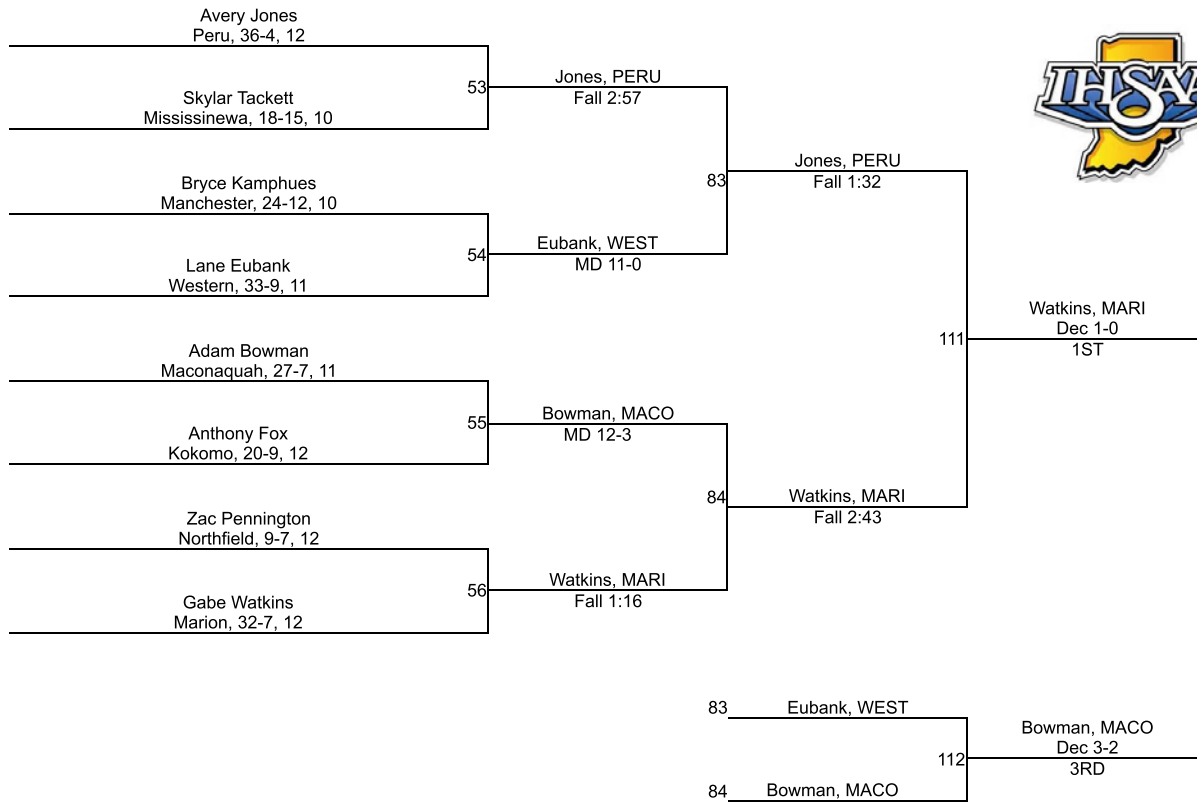 Avery Jones
Peru, 36-4, 12
Skylar Tackett
Mississinewa, 18-15, 10
Bryce Kamphues
Manchester, 24-12, 10
Lane Eubank
Western, 33-9, 11
Adam Bowman
Maconaquah, 27-7, 11
Anthony Fox
Kokomo, 20-9, 12
Zac Pennington
Northfield, 9-7, 12
Gabe Watkins
Marion, 32-7, 12
53
Jones, PERU
Fall 2:57
54
Eubank, WEST
MD 11-0
55
Bowman, MACO
MD 12-3
56
Watkins, MARI
Fall 1:16
83
Jones, PERU
Fall 1:32
84
Watkins, MARI
Fall 2:43
111
Watkins, MARI
Dec 1-0
1ST
IHSAA
83
Eubank, WEST
84
Bowman, MACO
112
Bowman, MACO
Dec 3-2
3RD